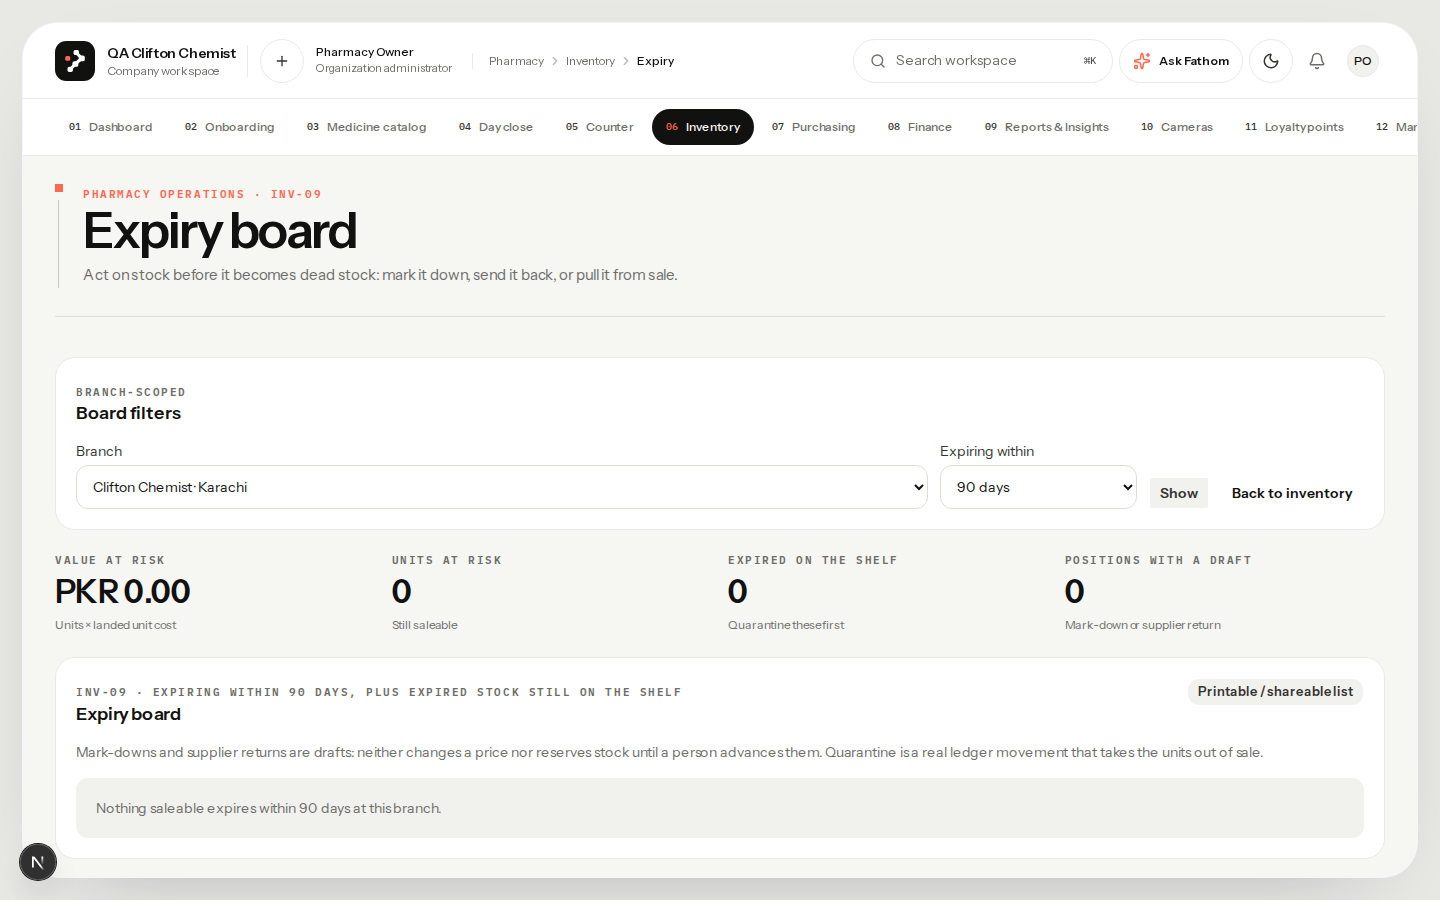 QA Clifton Chemist
Company workspace
Pharmacy Owner
Organization administrator
Pharmacy
Inventory
Expiry
Search workspace
⌘K
Ask Fathom
PO
01 Dashboard
02 Onboarding
03 Medicine catalog
04 Day close
05 Counter
06 Inventory
07 Purchasing
08 Finance
09 Reports & Insights
10 Cameras
11 Loyalty points
12 Mar
PHARMACY OPERATIONS · INV-09
Expiry board
Act on stock before it becomes dead stock: mark it down, send it back, or pull it from sale.
BRANCH-SCOPED
Board filters
Branch
Expiring within
Clifton Chemist · Karachi
90 days
Show
Back to inventory
VALUE AT RISK
PKR 0.00
Units × landed unit cost
UNITS AT RISK
0
Still saleable
EXPIRED ON THE SHELF
0
Quarantine these first
POSITIONS WITH A DRAFT
0
Mark-down or supplier return
INV-09 · EXPIRING WITHIN 90 DAYS, PLUS EXPIRED STOCK STILL ON THE SHELF
Expiry board
Printable / shareable list
Mark-downs and supplier returns are drafts: neither changes a price nor reserves stock until a person advances them. Quarantine is a real ledger movement that takes the units out of sale.
Nothing saleable expires within 90 days at this branch.
N